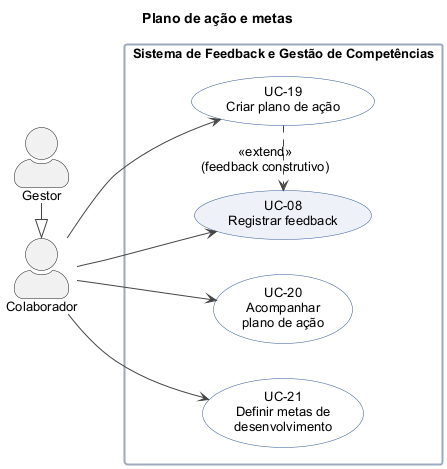 Plano de ação e metas
Sistema de Feedback e Gestão de Competências
UC-19
Criar plano de ação
«extend»
(feedback construtivo)
Gestor
UC-08
Registrar feedback
Colaborador
UC-20
Acompanhar
plano de ação
UC-21
Definir metas de
desenvolvimento